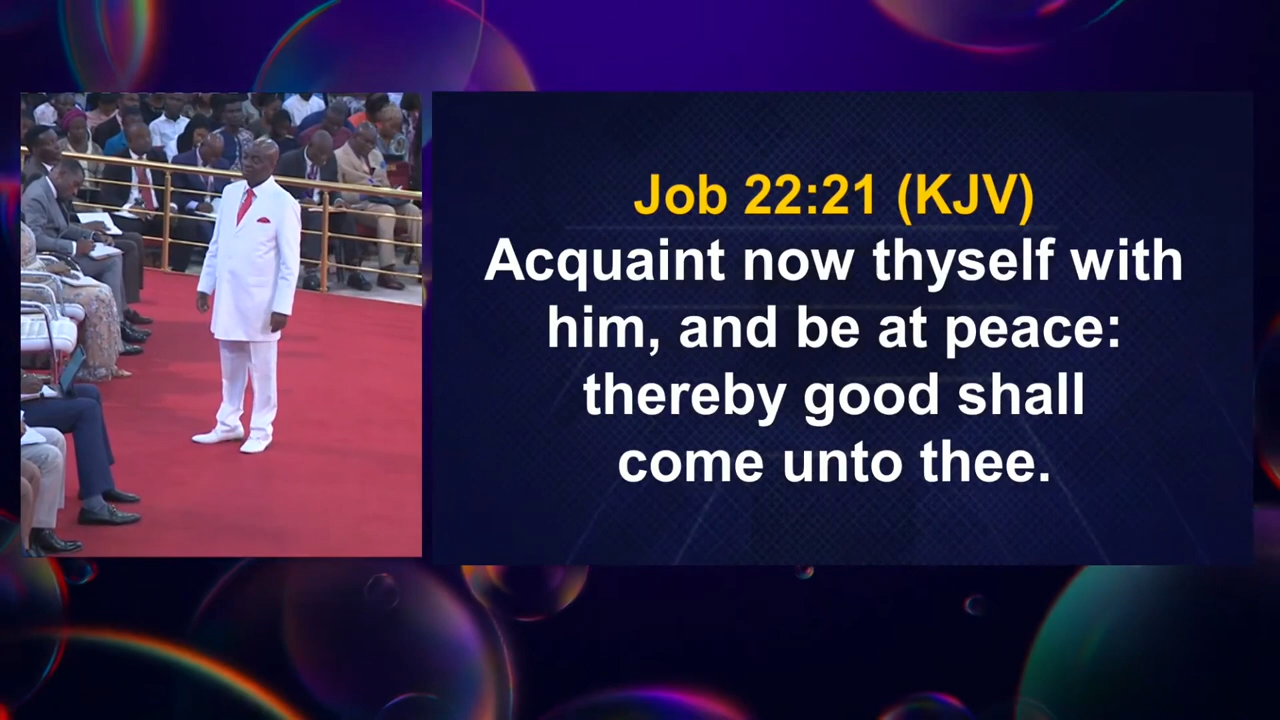 Job 22:21 (KJV)
Acquaint now thyself with
him, and be at peace:
thereby good shall
come unto thee.